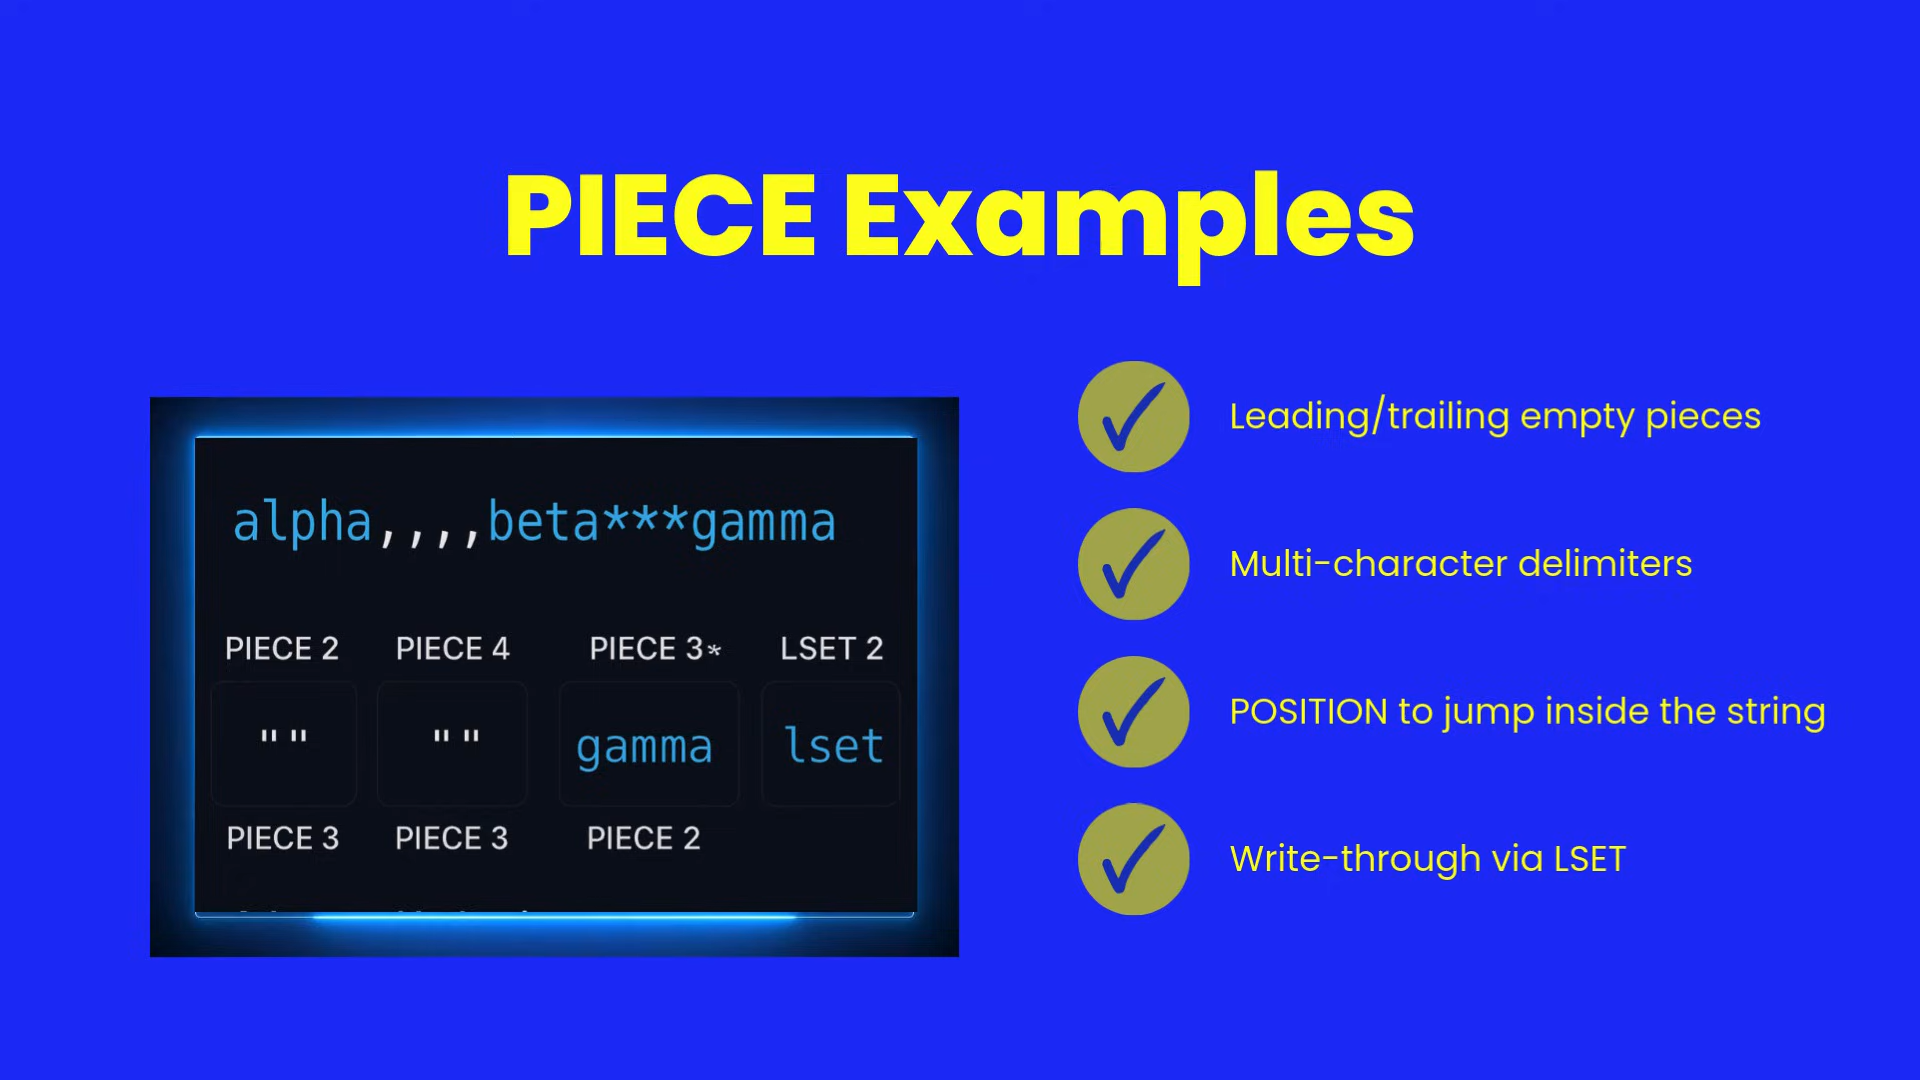 PIECE Examples
alpha,,,,beta***gamma
PIECE 2 PIECE 4 PIECE 3* LSET 2
"" "" gamma lset
PIECE 3 PIECE 3 PIECE 2
Leading/trailing empty pieces
Multi-character delimiters
POSITION to jump inside the string
Write-through via LSET